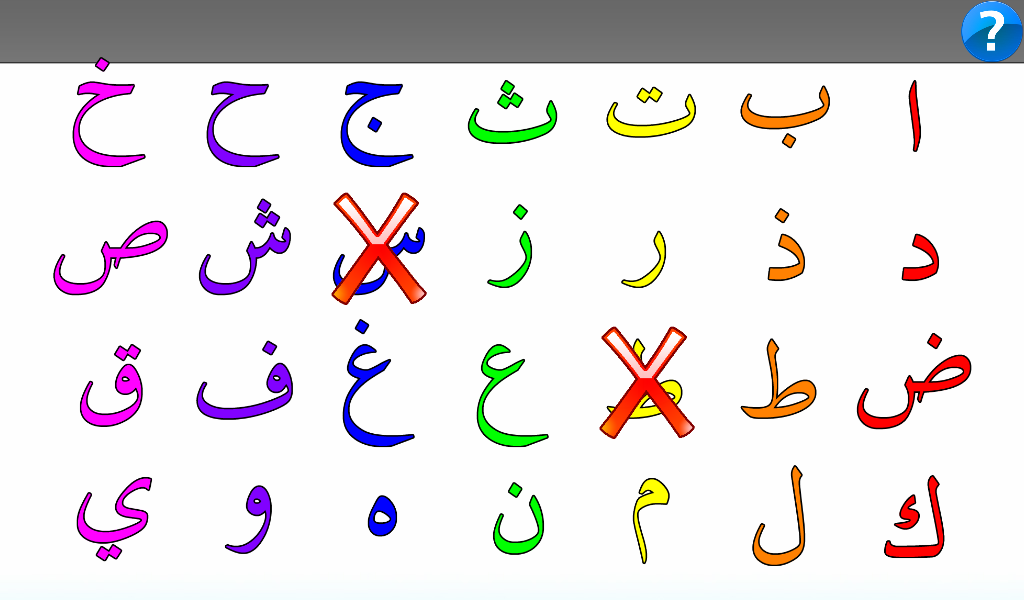 ?
ا ب ت ث ج ح خ
د ذ ر ز س ش ص
ض ط ظ ع غ ف ق
ك ل م ن ه و ي